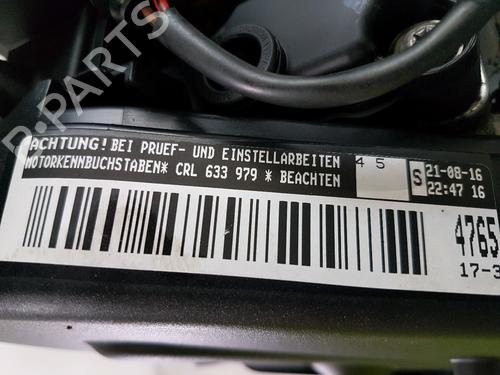 ACHTUNG! BEI PRUEF- UND EINSTELLARBEITEN
MOTORKENNBUCHSTABEN* CRL 633 979 * BEACHTEN
4 5
S
21-08-16
22:47 16
4765
17-3
B-PARTS